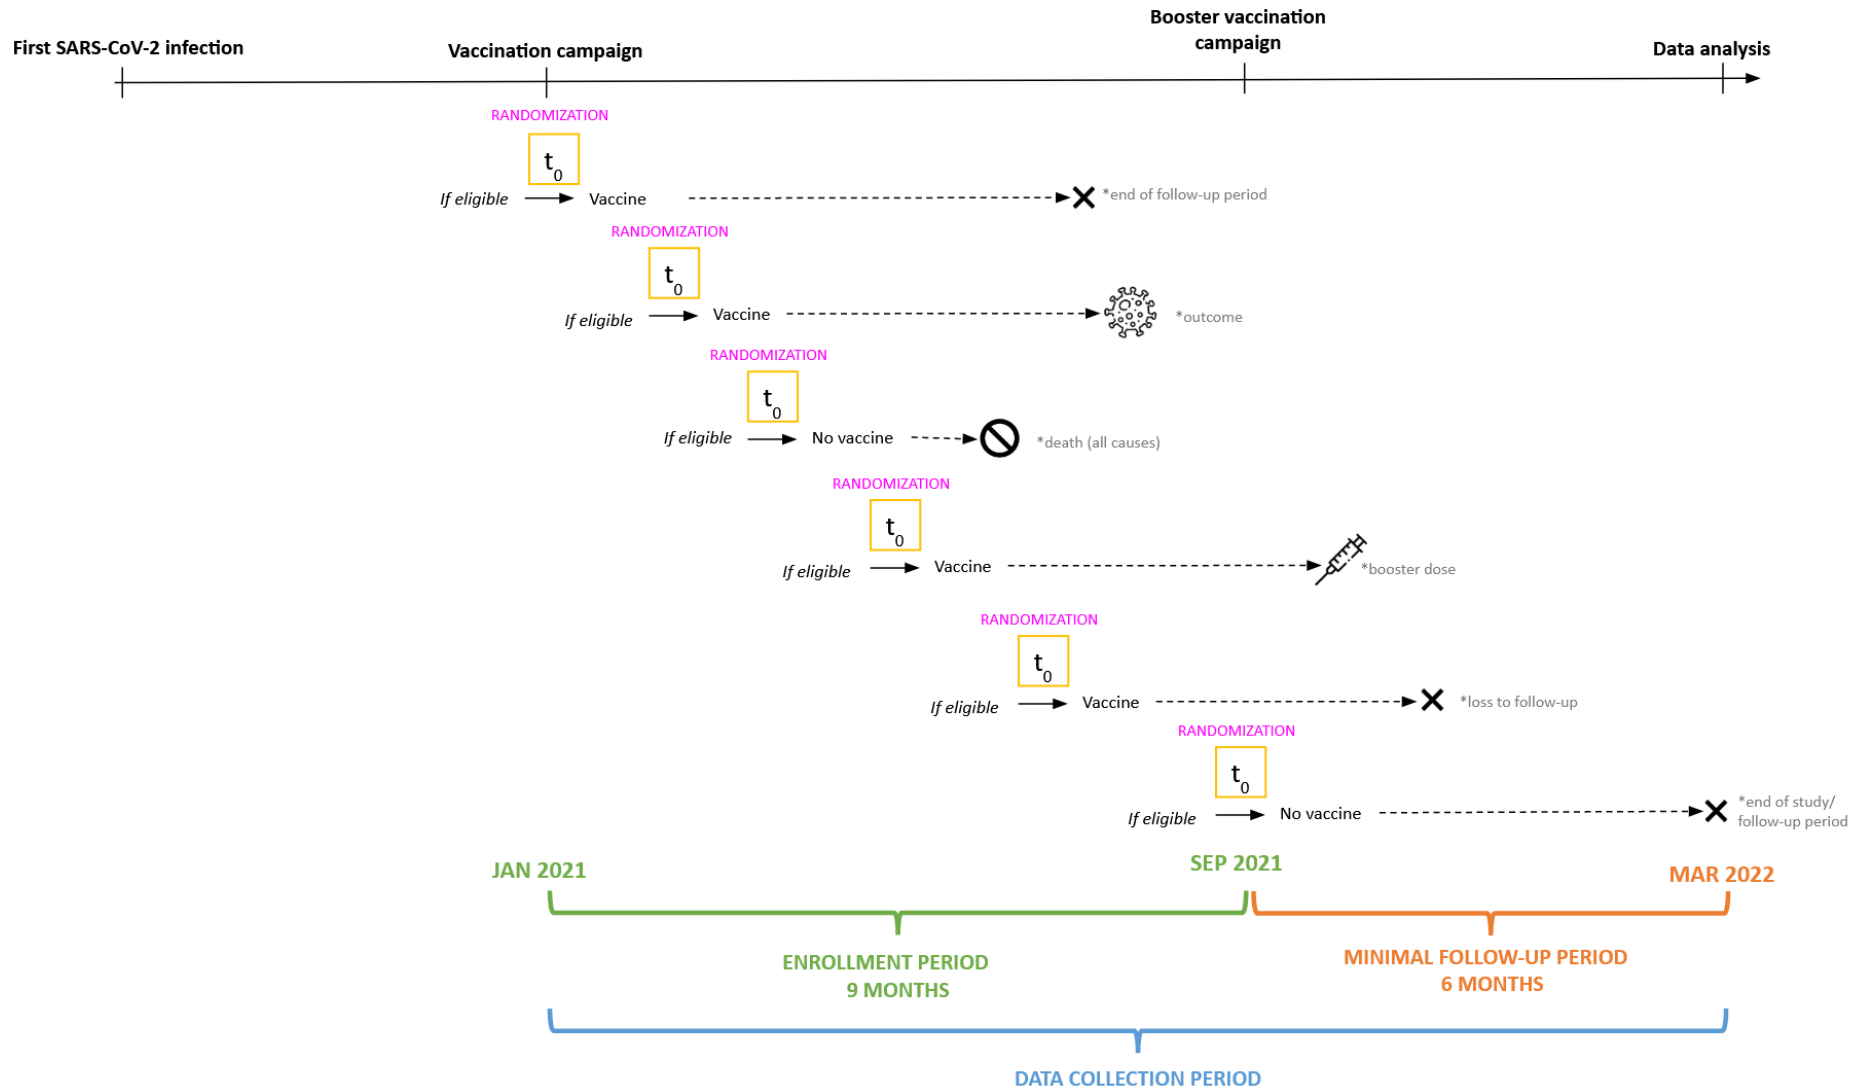 First SARS-CoV-2 infection
Vaccination campaign
Booster vaccination
campaign
Data analysis
RANDOMIZATION
t0
If eligible
Vaccine
*end of follow-up period
RANDOMIZATION
t0
If eligible
Vaccine
*outcome
RANDOMIZATION
t0
If eligible
No vaccine
*death (all causes)
RANDOMIZATION
t0
If eligible
Vaccine
*booster dose
RANDOMIZATION
t0
If eligible
Vaccine
*loss to follow-up
RANDOMIZATION
t0
If eligible
No vaccine
*end of study/
follow-up period
JAN 2021
SEP 2021
MAR 2022
ENROLLMENT PERIOD
9 MONTHS
MINIMAL FOLLOW-UP PERIOD
6 MONTHS
DATA COLLECTION PERIOD